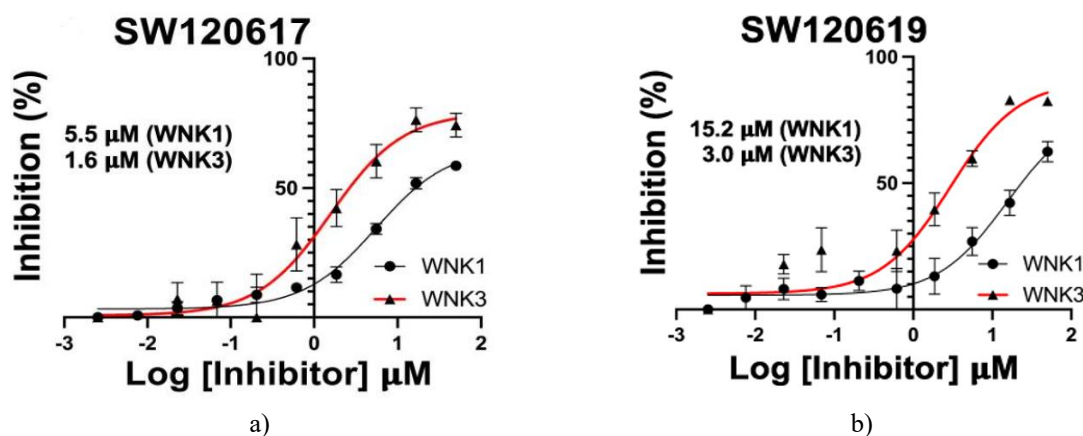 SW120617
Inhibition (%)
100
50
5.5 µM (WNK1)
1.6 µM (WNK3)
WNK1
WNK3
-3 -2 -1 0 1 2
Log [Inhibitor] µM
a)
SW120619
Inhibition (%)
100
50
15.2 µM (WNK1)
3.0 µM (WNK3)
WNK1
WNK3
-3 -2 -1 0 1 2
Log [Inhibitor] µM
b)